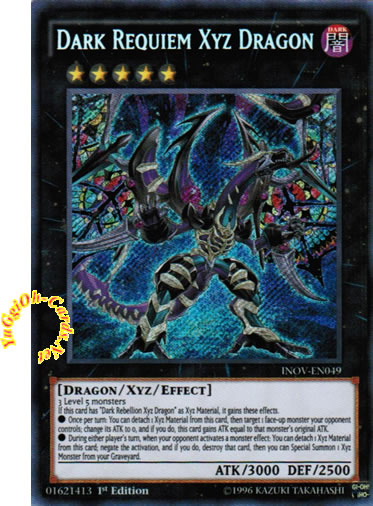 DARK REQUIEM XYZ DRAGON
DARK
闇
YuGiOh-Cards.Net
INOV-EN049
[DRAGON/XYZ/EFFECT]
3 Level 5 monsters
If this card has "Dark Rebellion Xyz Dragon" as Xyz Material, it gains these effects.
● Once per turn: You can detach 1 Xyz Material from this card, then target 1 face-up monster your opponent
controls; change its ATK to 0, and if you do, this card gains ATK equal to that monster's original ATK.
● During either player's turn, when your opponent activates a monster effect: You can detach 1 Xyz Material
from this card; negate the activation, and if you do, destroy that card, then you can Special Summon 1 Xyz
Monster from your Graveyard.
ATK/3000 DEF/2500
01621413 1st Edition ©1996 KAZUKI TAKAHASHI